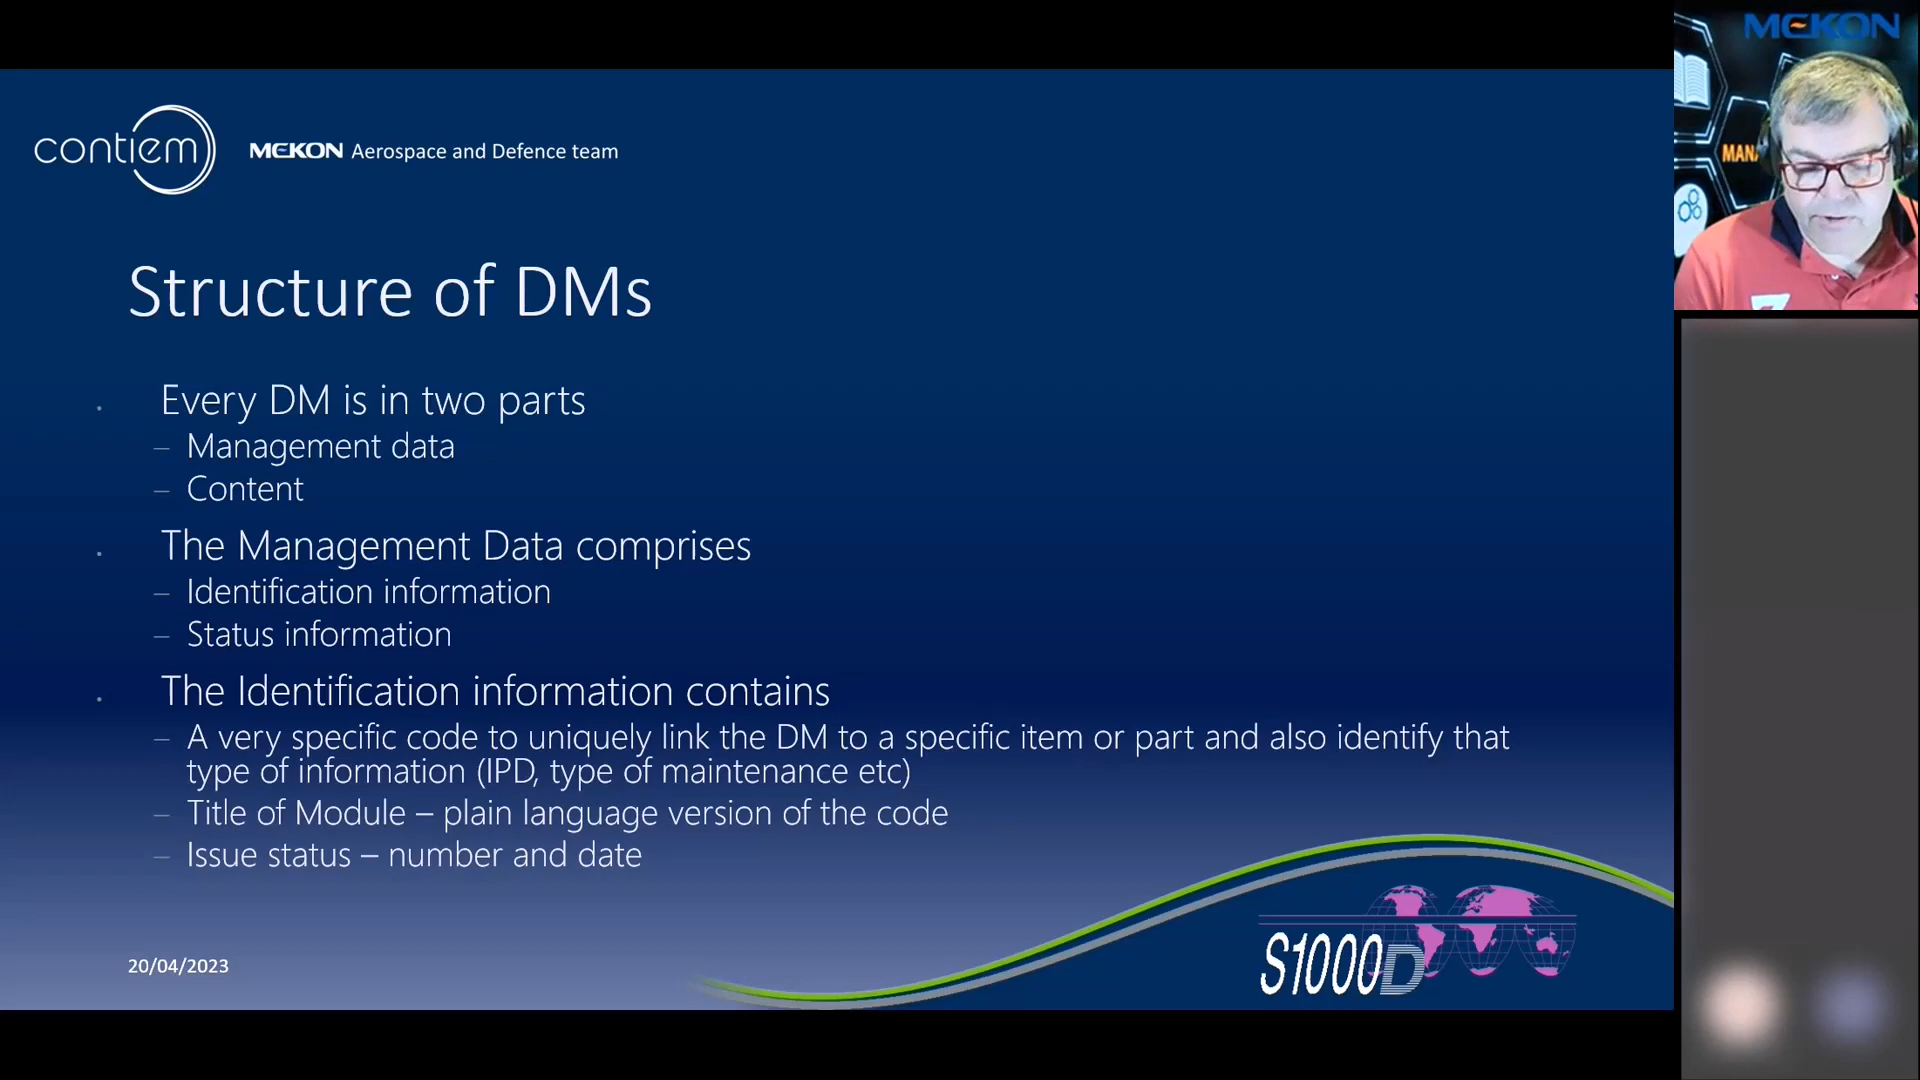 contiem
MEKON Aerospace and Defence team
Structure of DMs
• Every DM is in two parts
– Management data
– Content
• The Management Data comprises
– Identification information
– Status information
• The Identification information contains
– A very specific code to uniquely link the DM to a specific item or part and also identify that
type of information (IPD, type of maintenance etc)
– Title of Module – plain language version of the code
– Issue status – number and date
20/04/2023
S1000D
MEKON
MANA